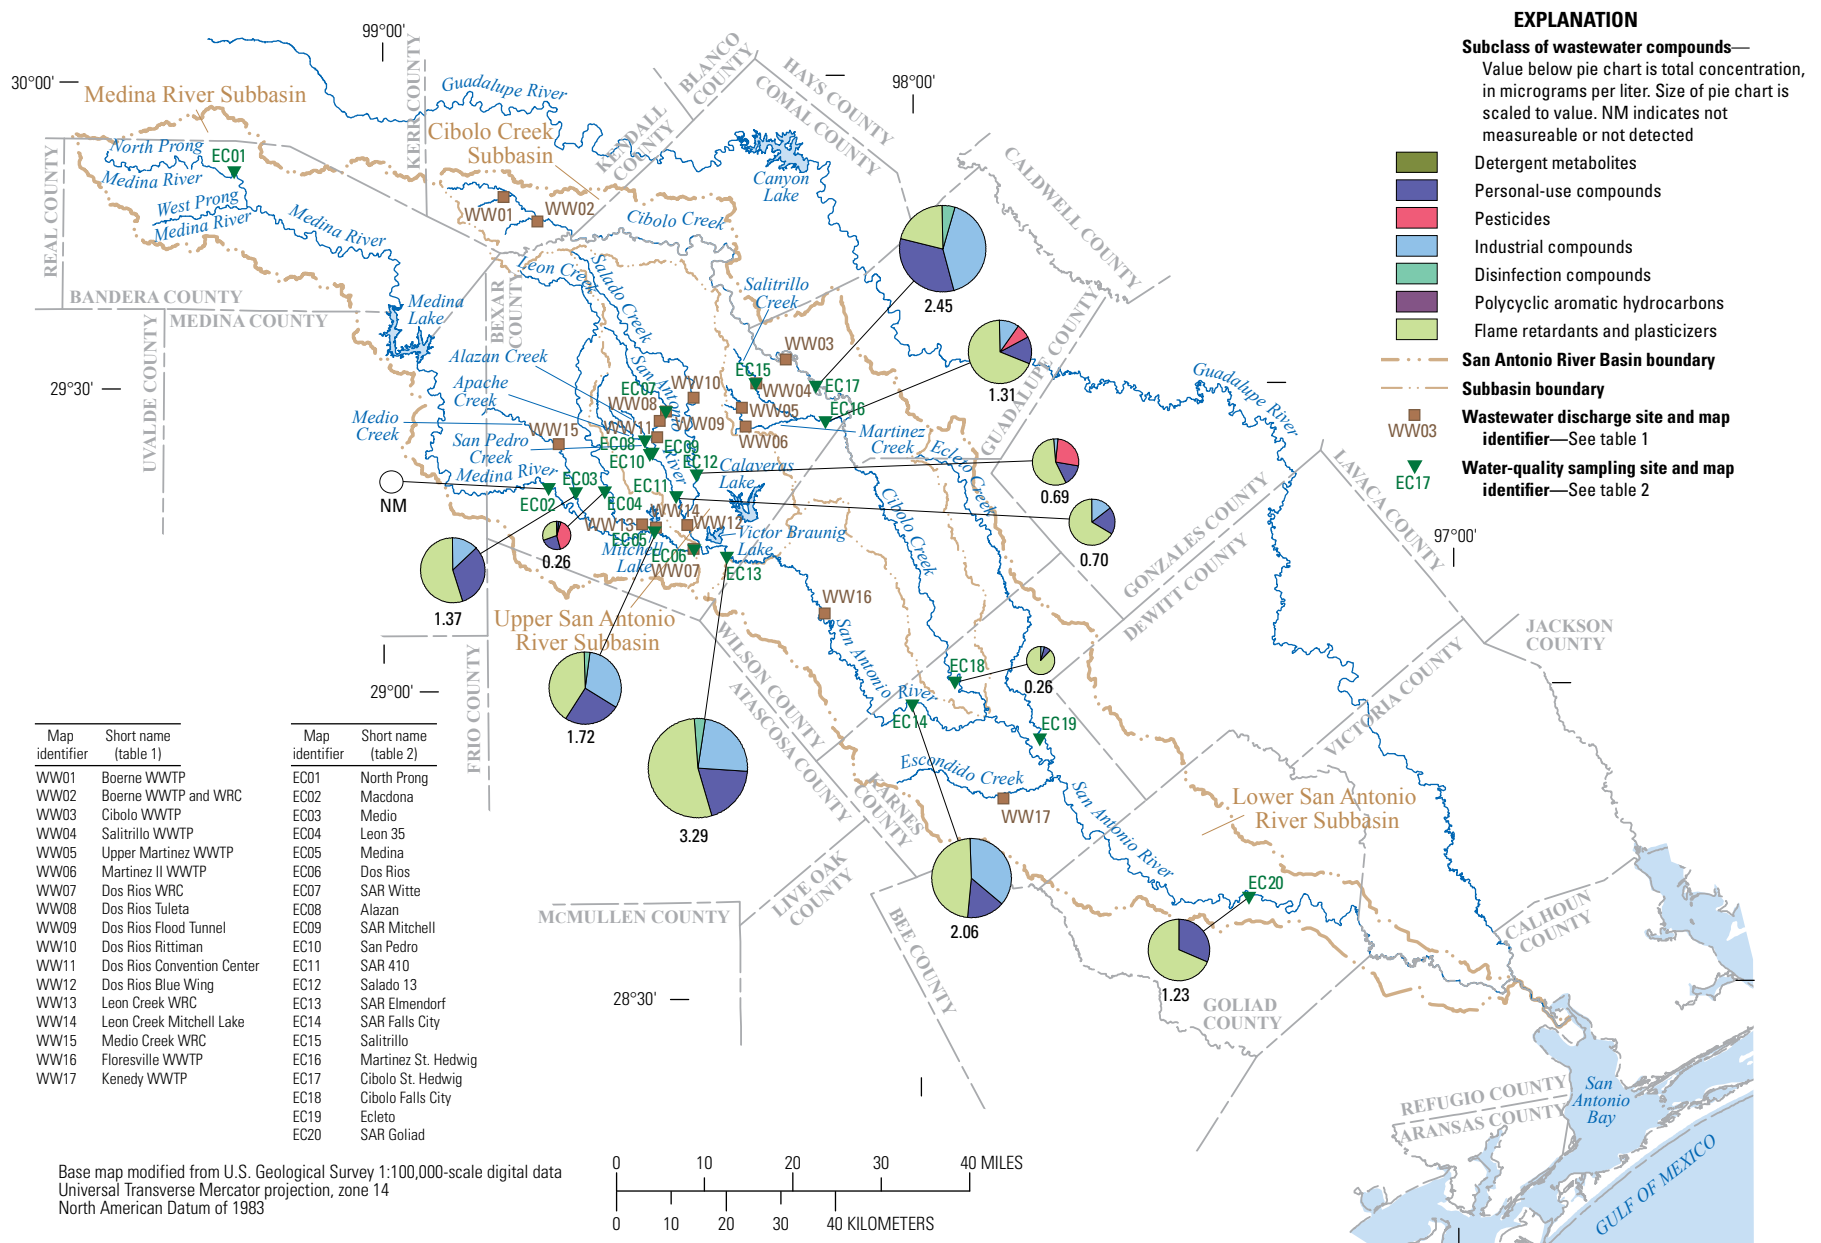 EXPLANATION
Subclass of wastewater compounds—
Value below pie chart is total concentration,
in micrograms per liter. Size of pie chart is
scaled to value. NM indicates not
measureable or not detected
Detergent metabolites
Personal-use compounds
Pesticides
Industrial compounds
Disinfection compounds
Polycyclic aromatic hydrocarbons
Flame retardants and plasticizers
San Antonio River Basin boundary
Subbasin boundary
Wastewater discharge site and map
identifier—See table 1
WW03
Water-quality sampling site and map
identifier—See table 2
EC17
99°00'
98°00'
97°00'
30°00'
29°30'
29°00'
28°30'
Medina River Subbasin
Cibolo Creek
Subbasin
Upper San Antonio
River Subbasin
Lower San Antonio
River Subbasin
KERR COUNTY
REAL COUNTY
BANDERA COUNTY
MEDINA COUNTY
UVALDE COUNTY
BEXAR
COUNTY
KENDALL
COUNTY
BLANCO
COUNTY
HAYS COUNTY
COMAL COUNTY
CALDWELL COUNTY
GUADALUPE COUNTY
GONZALES COUNTY
DEWITT COUNTY
LAVACA COUNTY
JACKSON
COUNTY
VICTORIA COUNTY
CALHOUN
COUNTY
GOLIAD
COUNTY
REFUGIO COUNTY
ARANSAS COUNTY
BEE COUNTY
LIVE OAK
COUNTY
KARNES
COUNTY
WILSON COUNTY
ATASCOSA COUNTY
McMULLEN COUNTY
FRIO COUNTY
Guadalupe River
North Prong
Medina River
West Prong
Medina River
Medina River
Medina
Lake
Canyon
Lake
Cibolo Creek
Leon Creek
Salado Creek
Salitrillo
Creek
Alazan Creek
Apache
Creek
Medio
Creek
San Pedro
Creek
Medina River
San Antonio
River
Martinez
Creek
Ecleto Creek
Cibolo Creek
Calaveras
Lake
Victor Braunig
Lake
Mitchell
Lake
Guadalupe River
San Antonio River
Escondido Creek
San Antonio River
San
Antonio
Bay
GULF OF MEXICO
EC01
EC02
EC03
EC04
EC05
EC06
EC07
EC08
EC09
EC10
EC11
EC12
EC13
EC14
EC15
EC16
EC17
EC18
EC19
EC20
WW01
WW02
WW03
WW04
WW05
WW06
WW07
WW08
WW09
WW10
WW11
WW12
WW13
WW14
WW15
WW16
WW17
NM
2.45
1.31
0.69
0.70
0.26
1.37
1.72
3.29
0.26
2.06
1.23
Map Short name
identifier (table 1)
WW01 Boerne WWTP
WW02 Boerne WWTP and WRC
WW03 Cibolo WWTP
WW04 Salitrillo WWTP
WW05 Upper Martinez WWTP
WW06 Martinez II WWTP
WW07 Dos Rios WRC
WW08 Dos Rios Tuleta
WW09 Dos Rios Flood Tunnel
WW10 Dos Rios Rittiman
WW11 Dos Rios Convention Center
WW12 Dos Rios Blue Wing
WW13 Leon Creek WRC
WW14 Leon Creek Mitchell Lake
WW15 Medio Creek WRC
WW16 Floresville WWTP
WW17 Kenedy WWTP
Map Short name
identifier (table 2)
EC01 North Prong
EC02 Macdona
EC03 Medio
EC04 Leon 35
EC05 Medina
EC06 Dos Rios
EC07 SAR Witte
EC08 Alazan
EC09 SAR Mitchell
EC10 San Pedro
EC11 SAR 410
EC12 Salado 13
EC13 SAR Elmendorf
EC14 SAR Falls City
EC15 Salitrillo
EC16 Martinez St. Hedwig
EC17 Cibolo St. Hedwig
EC18 Cibolo Falls City
EC19 Ecleto
EC20 SAR Goliad
Base map modified from U.S. Geological Survey 1:100,000-scale digital data
Universal Transverse Mercator projection, zone 14
North American Datum of 1983
0 10 20 30 40 MILES
0 10 20 30 40 KILOMETERS